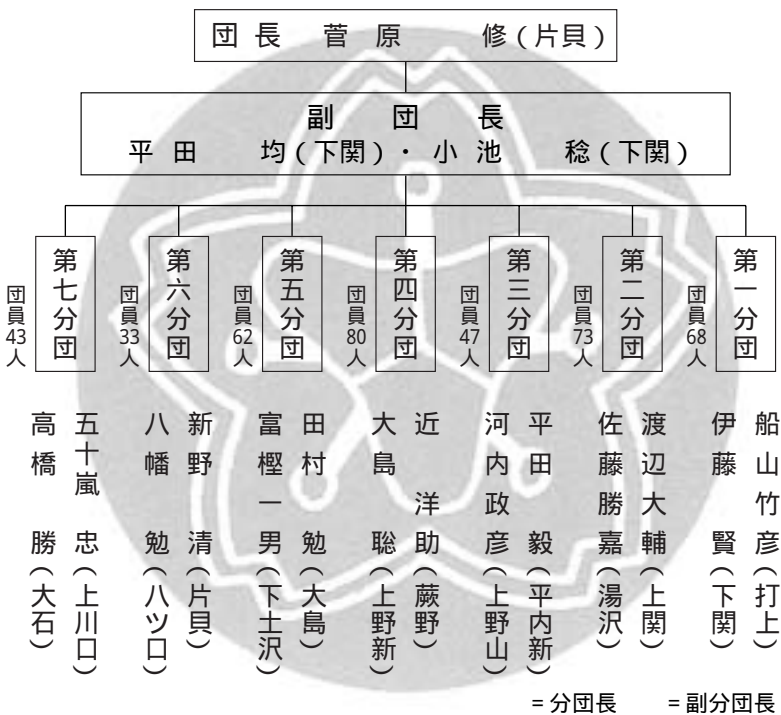 団長　菅原　修(片貝)
副団長
平田　均(下関)・小池　稔(下関)
第一分団
団員68人
船山竹彦(打上)
伊藤　賢(下関)
第二分団
団員73人
渡辺大輔(上関)
佐藤勝嘉(湯沢)
第三分団
団員47人
平田　毅(平内新)
河内政彦(上野山)
第四分団
団員80人
近　洋助(蕨野)
大島　聡(上野新)
第五分団
団員62人
田村　勉(大島)
富樫一男(下土沢)
第六分団
団員33人
新野　清(片貝)
八幡　勉(八ツ口)
第七分団
団員43人
五十嵐　忠(上川口)
高橋　勝(大石)
=分団長　=副分団長